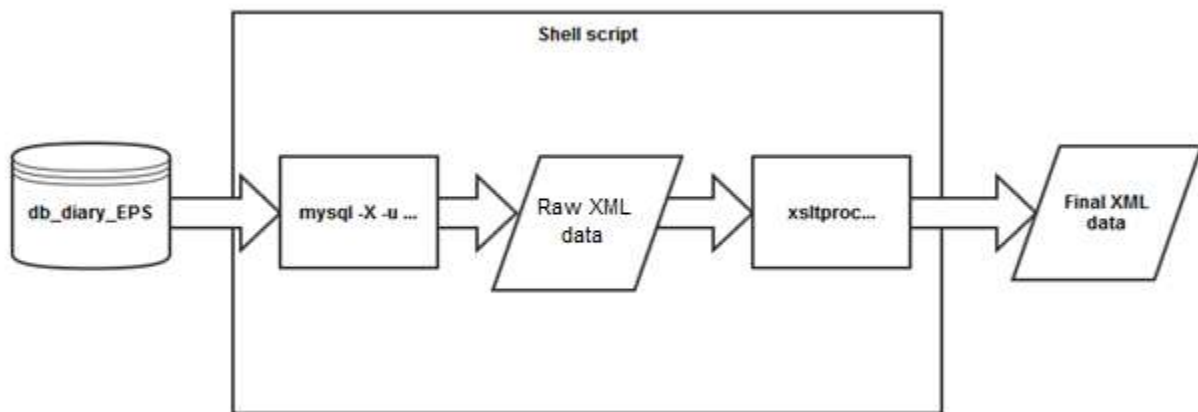 Shell script
db_diary_EPS
mysql -X -u ...
Raw XML
data
xsltproc...
Final XML
data